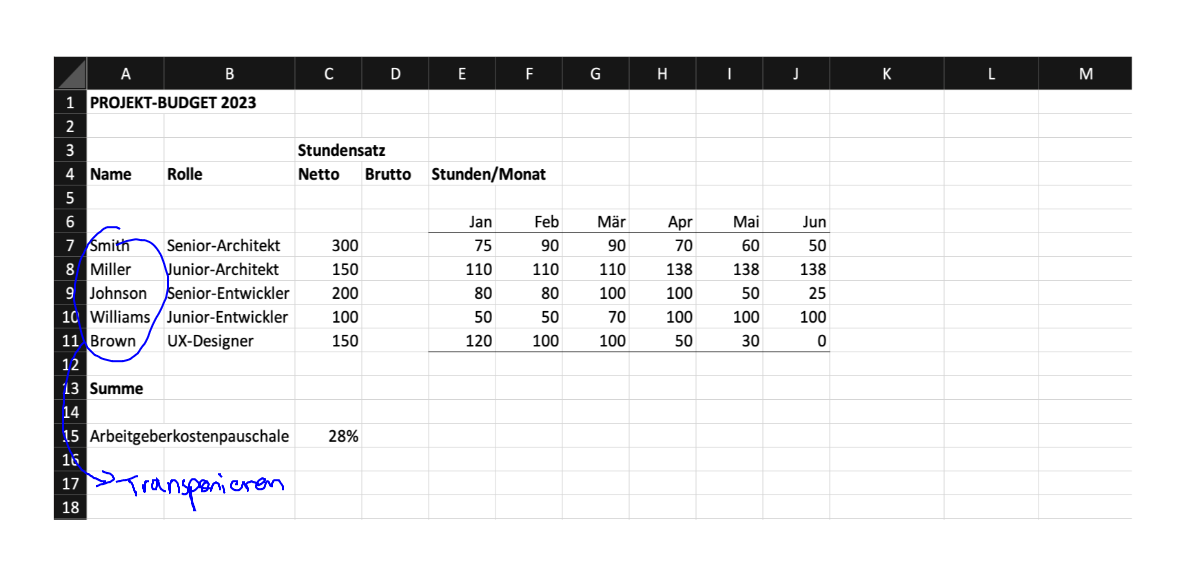 A B C D E F G H I J K L M
1 PROJEKT-BUDGET 2023
2
3 Stundensatz
4 Name Rolle Netto Brutto Stunden/Monat
5
6 Jan Feb Mär Apr Mai Jun
7 Smith Senior-Architekt 300 75 90 90 70 60 50
8 Miller Junior-Architekt 150 110 110 110 138 138 138
9 Johnson Senior-Entwickler 200 80 80 100 100 50 25
10 Williams Junior-Entwickler 100 50 50 70 100 100 100
11 Brown UX-Designer 150 120 100 100 50 30 0
12
13 Summe
14
15 Arbeitgeberkostenpauschale 28%
16
17 Transponieren
18